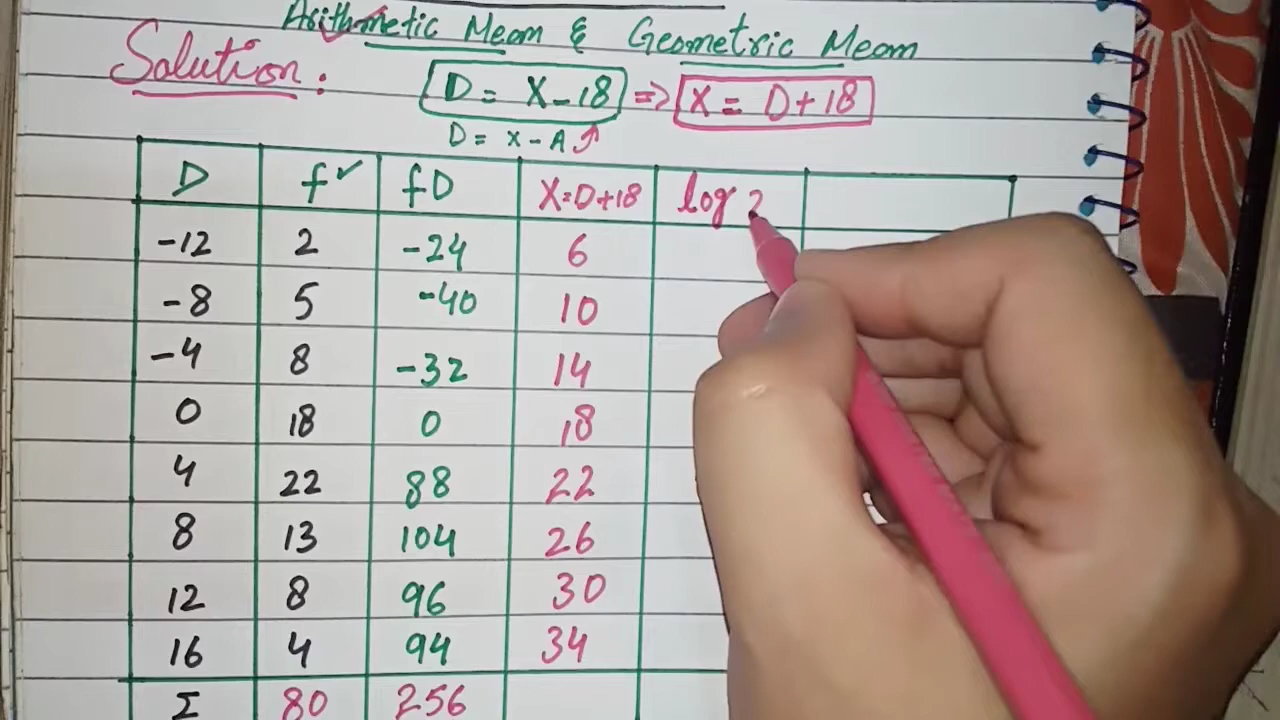 Arithmetic Mean & Geometric Mean
Solution:
D = X-18 => X = D+18
D = x - A
D f✓ fD X=D+18 log
-12 2 -24 6
-8 5 -40 10
-4 8 -32 14
0 18 0 18
4 22 88 22
8 13 104 26
12 8 96 30
16 4 94 34
Σ 80 256